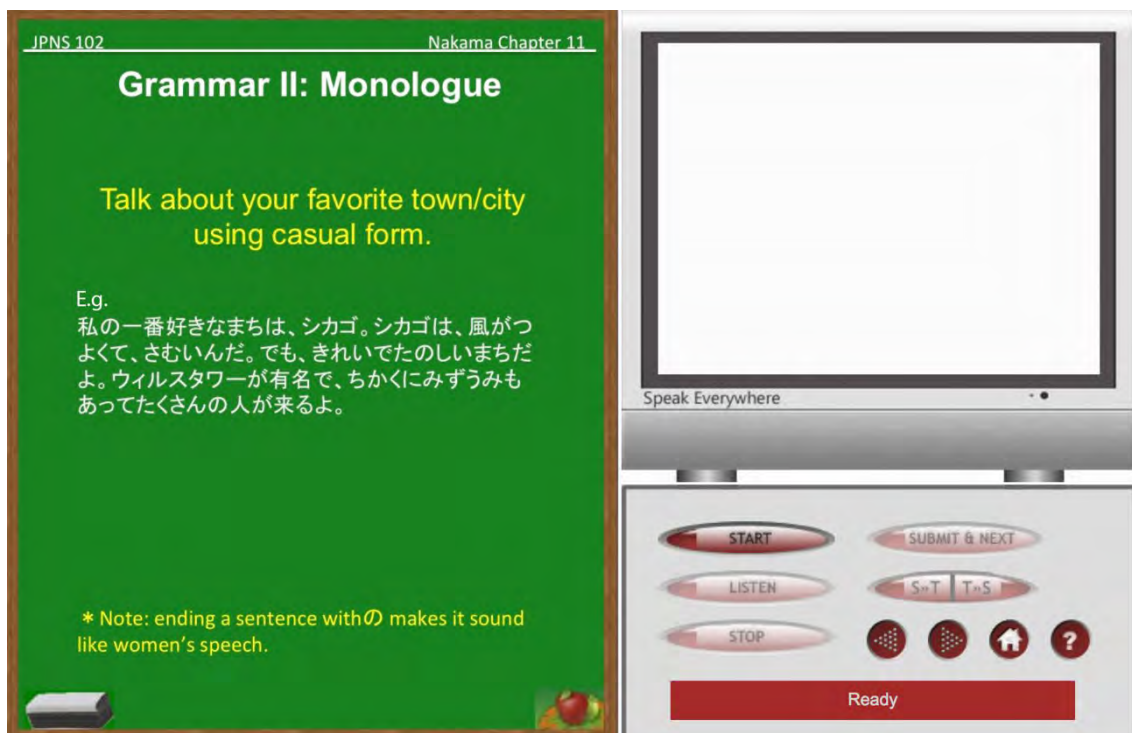 JPNS 102
Nakama Chapter 11
Grammar II: Monologue
Talk about your favorite town/city
using casual form.
E.g.
私の一番好きなまちは、シカゴ。シカゴは、風がつ
よくて、さむいんだ。でも、きれいでたのしいまちだ
よ。ウィルスタワーが有名で、ちかくにみずうみも
あってたくさんの人が来るよ。
* Note: ending a sentence withの makes it sound
like women's speech.
Speak Everywhere
START
SUBMIT & NEXT
LISTEN
S»T
T»S
STOP
?
Ready